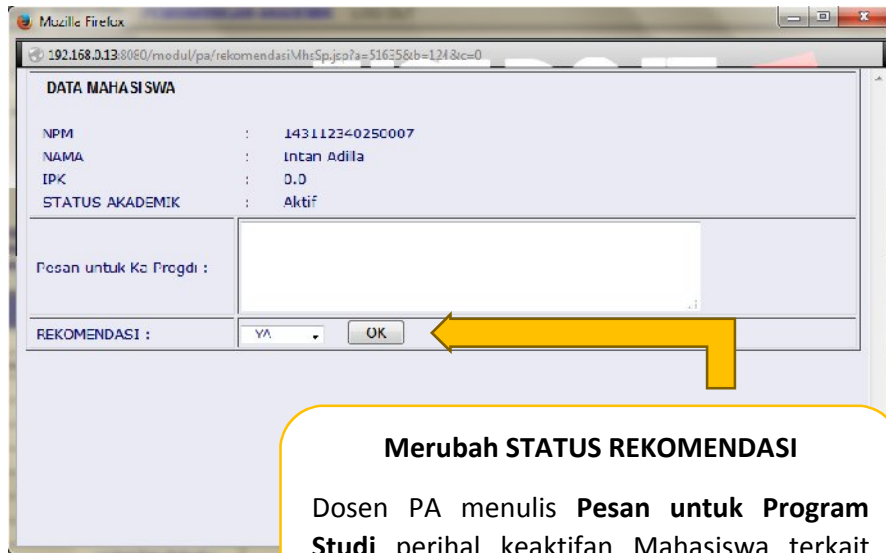 Mozilla Firefox
192.168.0.13:8080/modul/pa/rekomendasiMhsSp.jsp?a=51635&b=124&c=0
DATA MAHASISWA
NPM : 143112340250007
NAMA : Intan Adilla
IPK : 0.0
STATUS AKADEMIK : Aktif
Pesan untuk Ka Progdi :
REKOMENDASI : YA OK
Merubah STATUS REKOMENDASI
Dosen PA menulis Pesan untuk Program
Studi perihal keaktifan Mahasiswa terkait